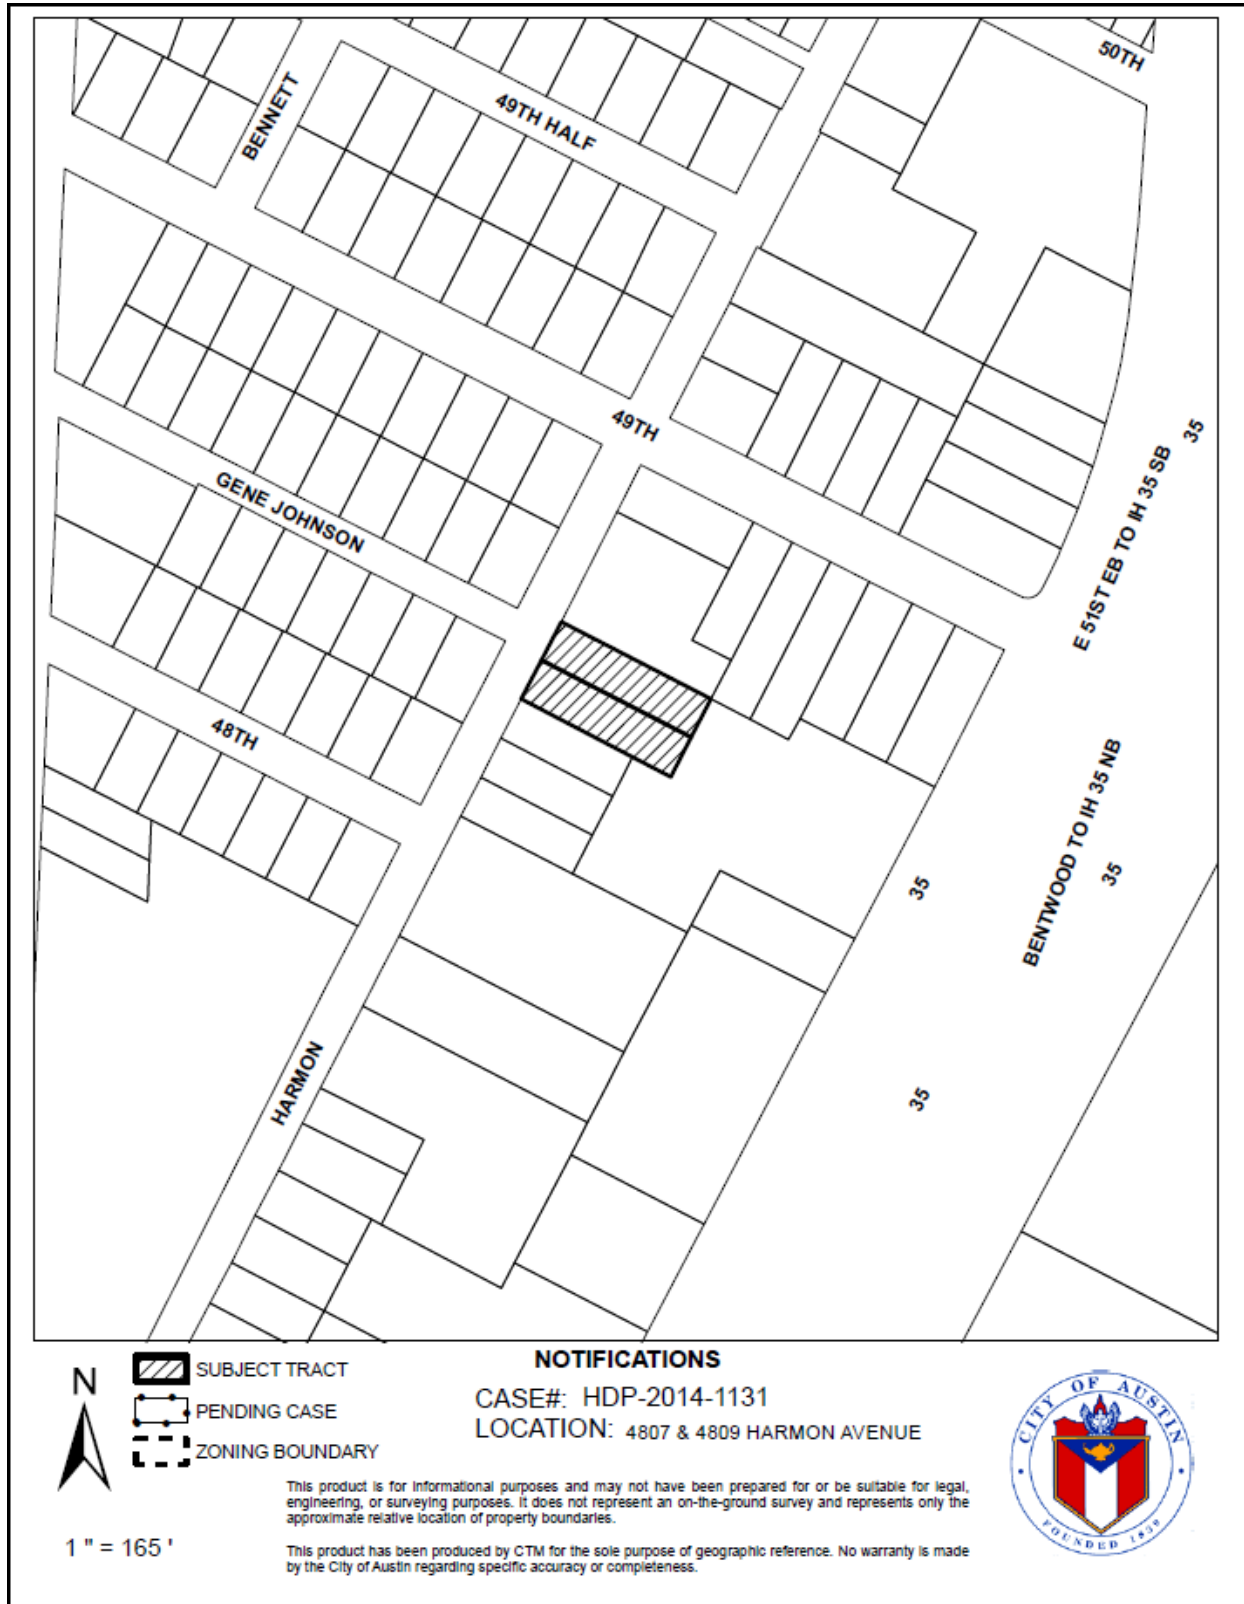 50TH
BENNETT
49TH HALF
49TH
35
E 51ST EB TO IH 35 SB
GENE JOHNSON
48TH
BENTWOOD TO IH 35 NB
35
35
HARMON
35
N
SUBJECT TRACT
PENDING CASE
ZONING BOUNDARY
1 " = 165 '
NOTIFICATIONS
CASE#: HDP-2014-1131
LOCATION: 4807 & 4809 HARMON AVENUE
This product is for informational purposes and may not have been prepared for or be suitable for legal,
engineering, or surveying purposes. It does not represent an on-the-ground survey and represents only the
approximate relative location of property boundaries.
This product has been produced by CTM for the sole purpose of geographic reference. No warranty is made
by the City of Austin regarding specific accuracy or completeness.
CITY OF AUSTIN
FOUNDED 1839